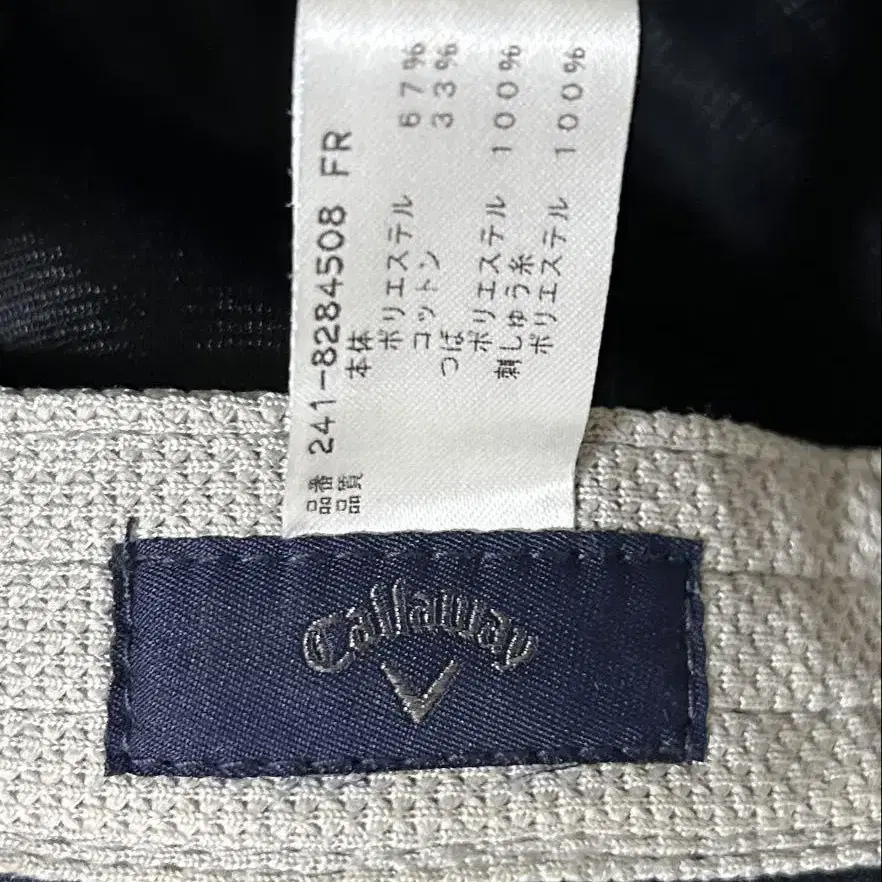 品番 241-8284508 FR
品質 本体
ポリエステル 67%
コットン 33%
つば
ポリエステル 100%
刺しゅう糸
ポリエステル 100%
Callaway